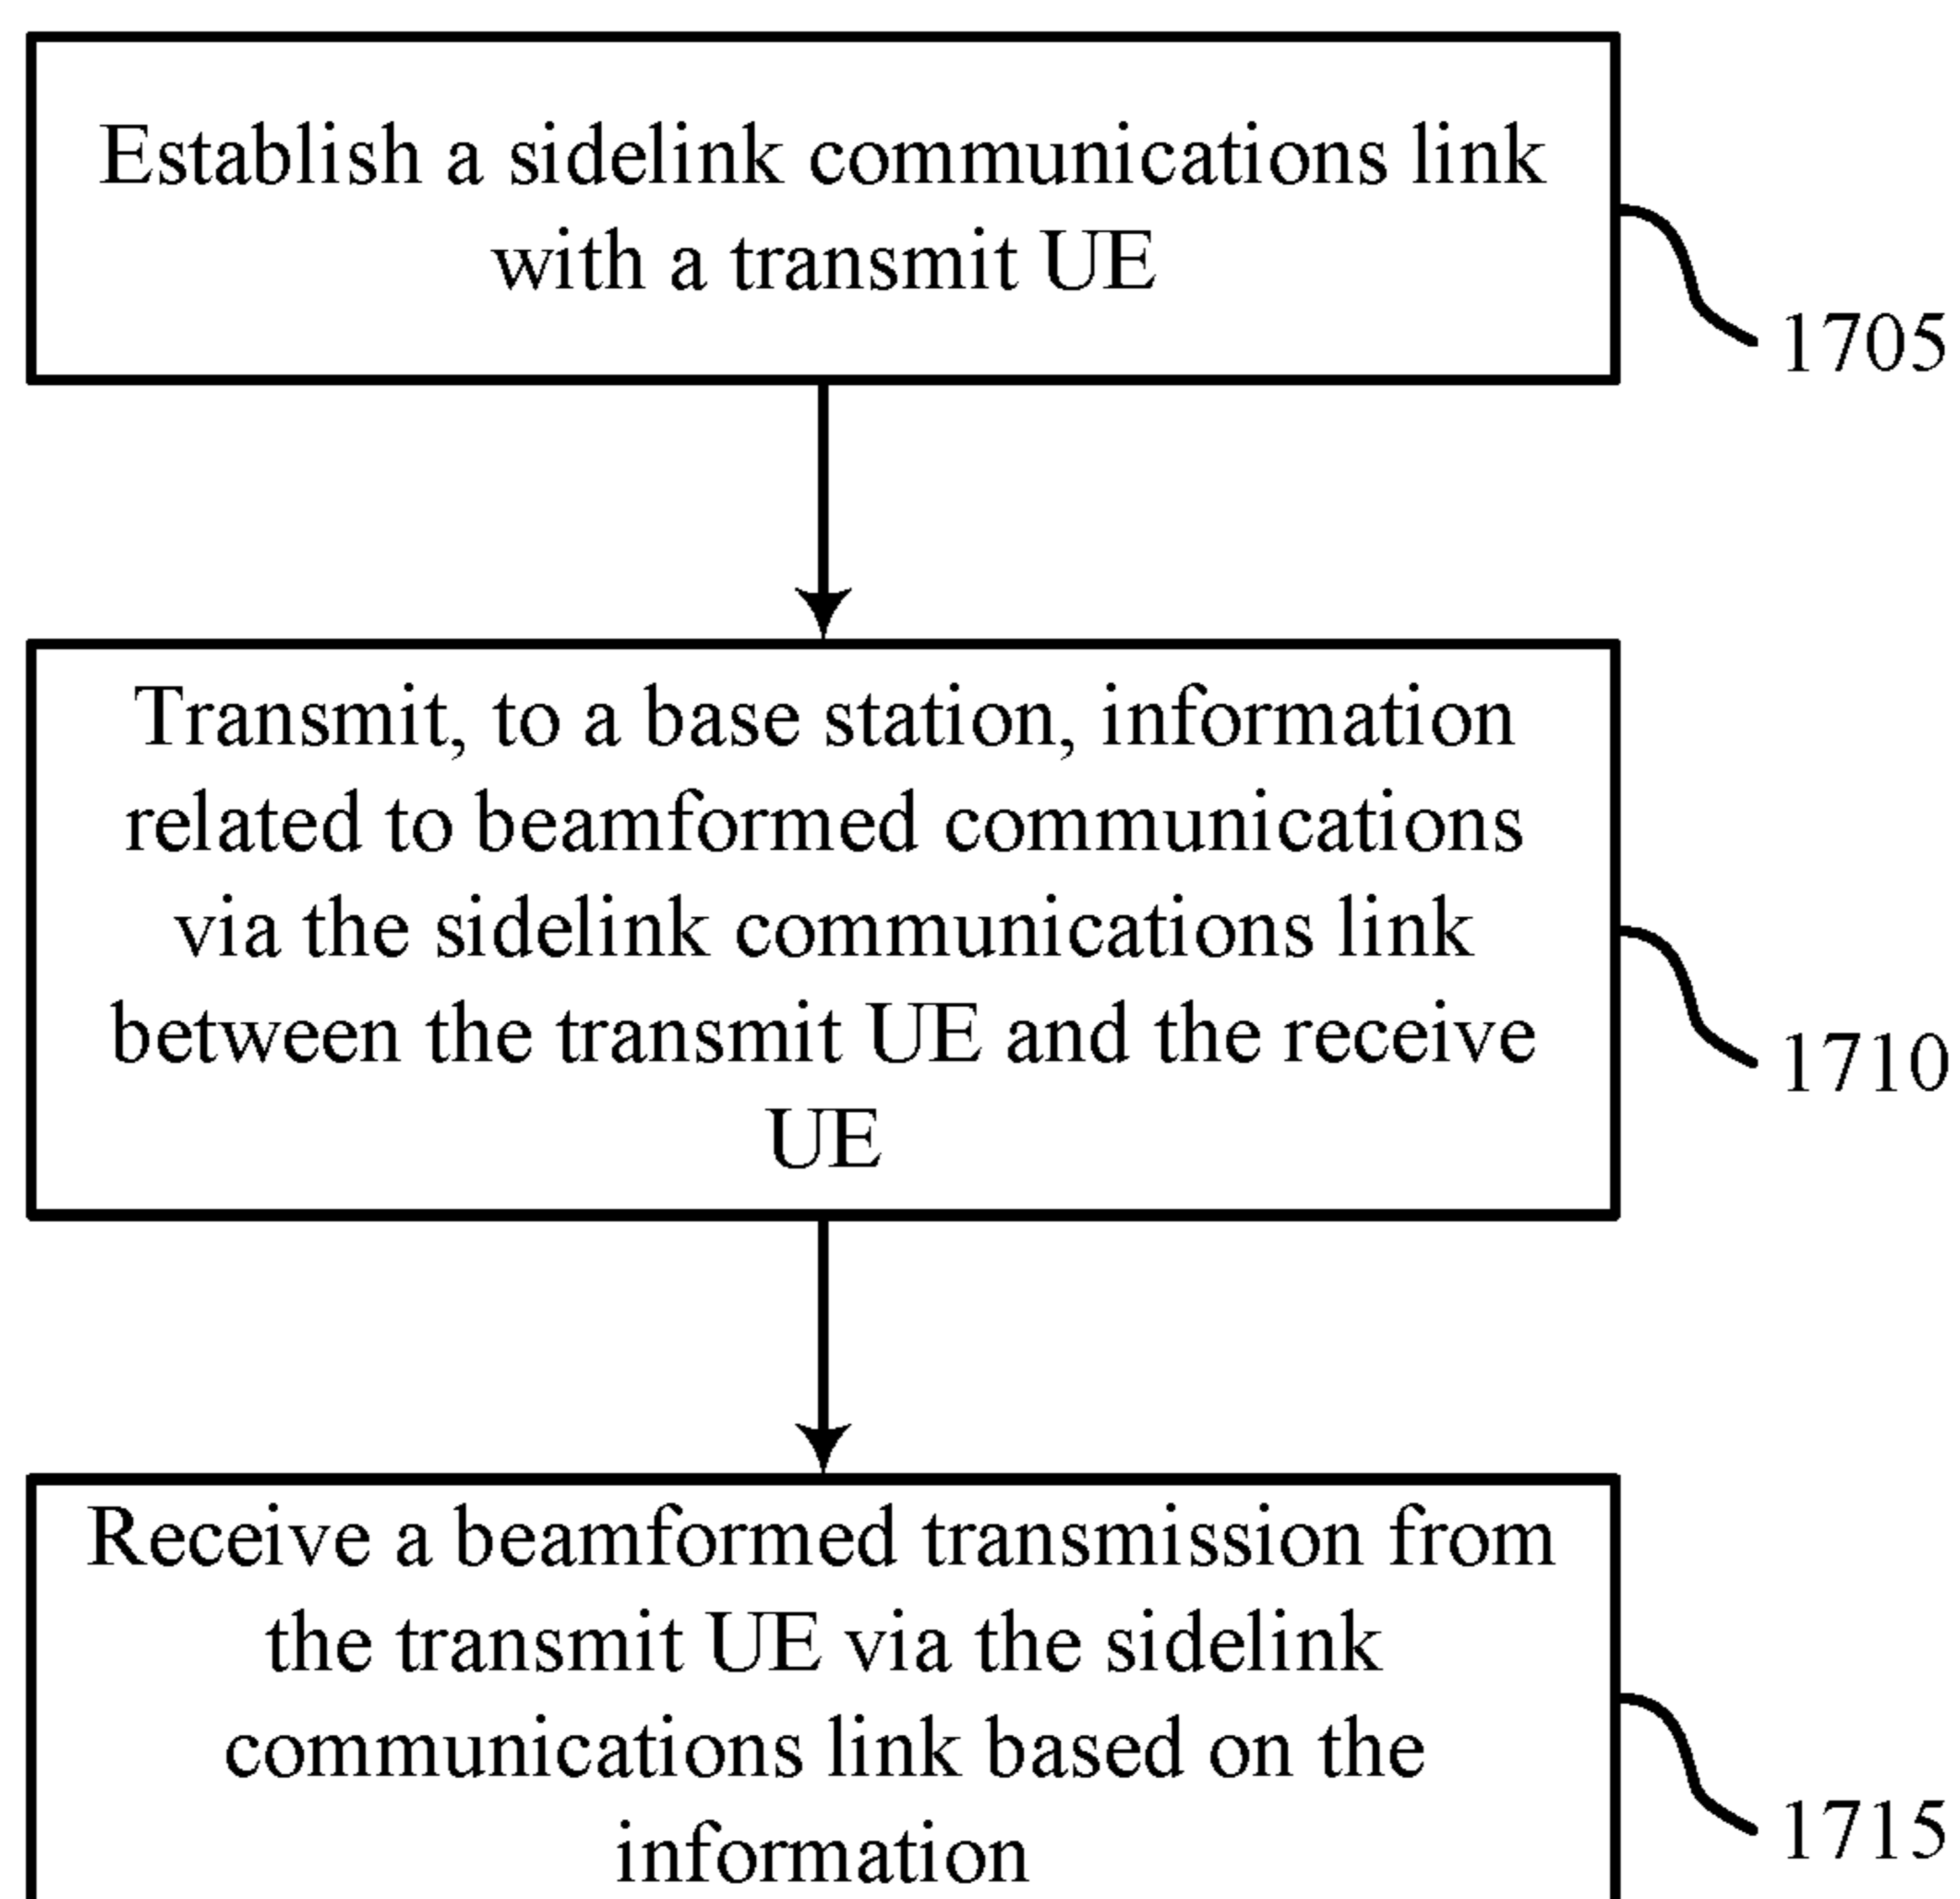 Establish a sidelink communications link
with a transmit UE
1705
Transmit, to a base station, information
related to beamformed communications
via the sidelink communications link
between the transmit UE and the receive
UE
1710
Receive a beamformed transmission from
the transmit UE via the sidelink
communications link based on the
information
1715